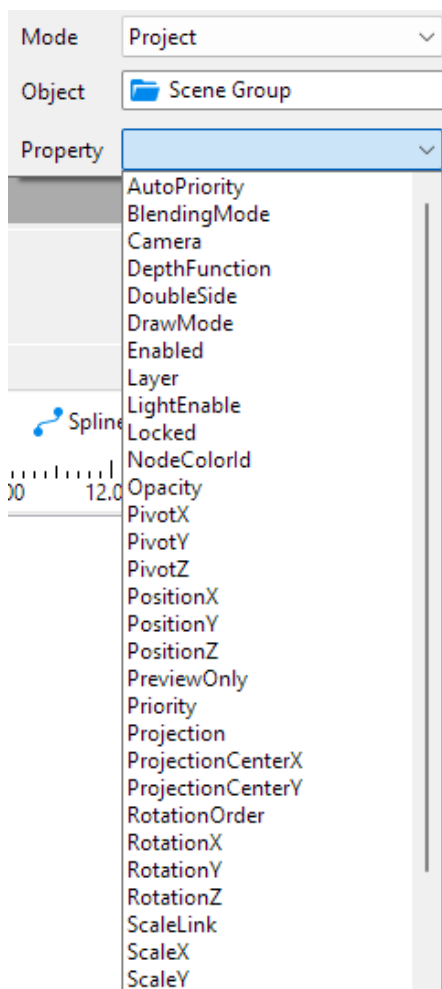 Mode Project
Object Scene Group
Property
AutoPriority
BlendingMode
Camera
DepthFunction
DoubleSide
DrawMode
Enabled
Layer
LightEnable
Spline
Locked
NodeColorId
00 12.0
Opacity
PivotX
PivotY
PivotZ
PositionX
PositionY
PositionZ
PreviewOnly
Priority
Projection
ProjectionCenterX
ProjectionCenterY
RotationOrder
RotationX
RotationY
RotationZ
ScaleLink
ScaleX
ScaleY